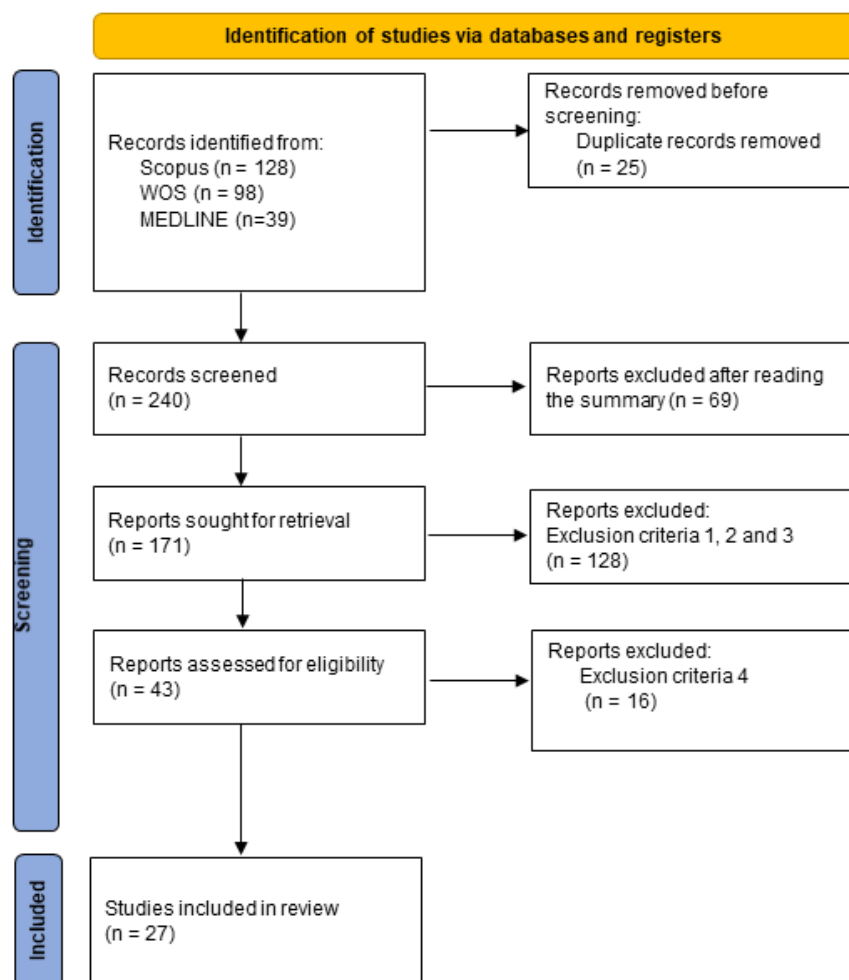 Identification of studies via databases and registers
Identification
Records identified from:
Scopus (n = 128)
WOS (n = 98)
MEDLINE (n=39)
Records removed before
screening:
Duplicate records removed
(n = 25)
Screening
Records screened
(n = 240)
Reports excluded after reading
the summary (n = 69)
Reports sought for retrieval
(n = 171)
Reports excluded:
Exclusion criteria 1, 2 and 3
(n = 128)
Reports assessed for eligibility
(n = 43)
Reports excluded:
Exclusion criteria 4
(n = 16)
Included
Studies included in review
(n = 27)